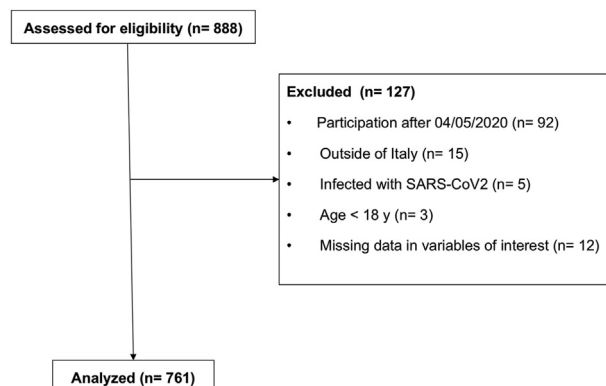 Assessed for eligibility (n= 888)
Excluded (n= 127)
• Participation after 04/05/2020 (n= 92)
• Outside of Italy (n= 15)
• Infected with SARS-CoV2 (n= 5)
• Age < 18 y (n= 3)
• Missing data in variables of interest (n= 12)
Analyzed (n= 761)